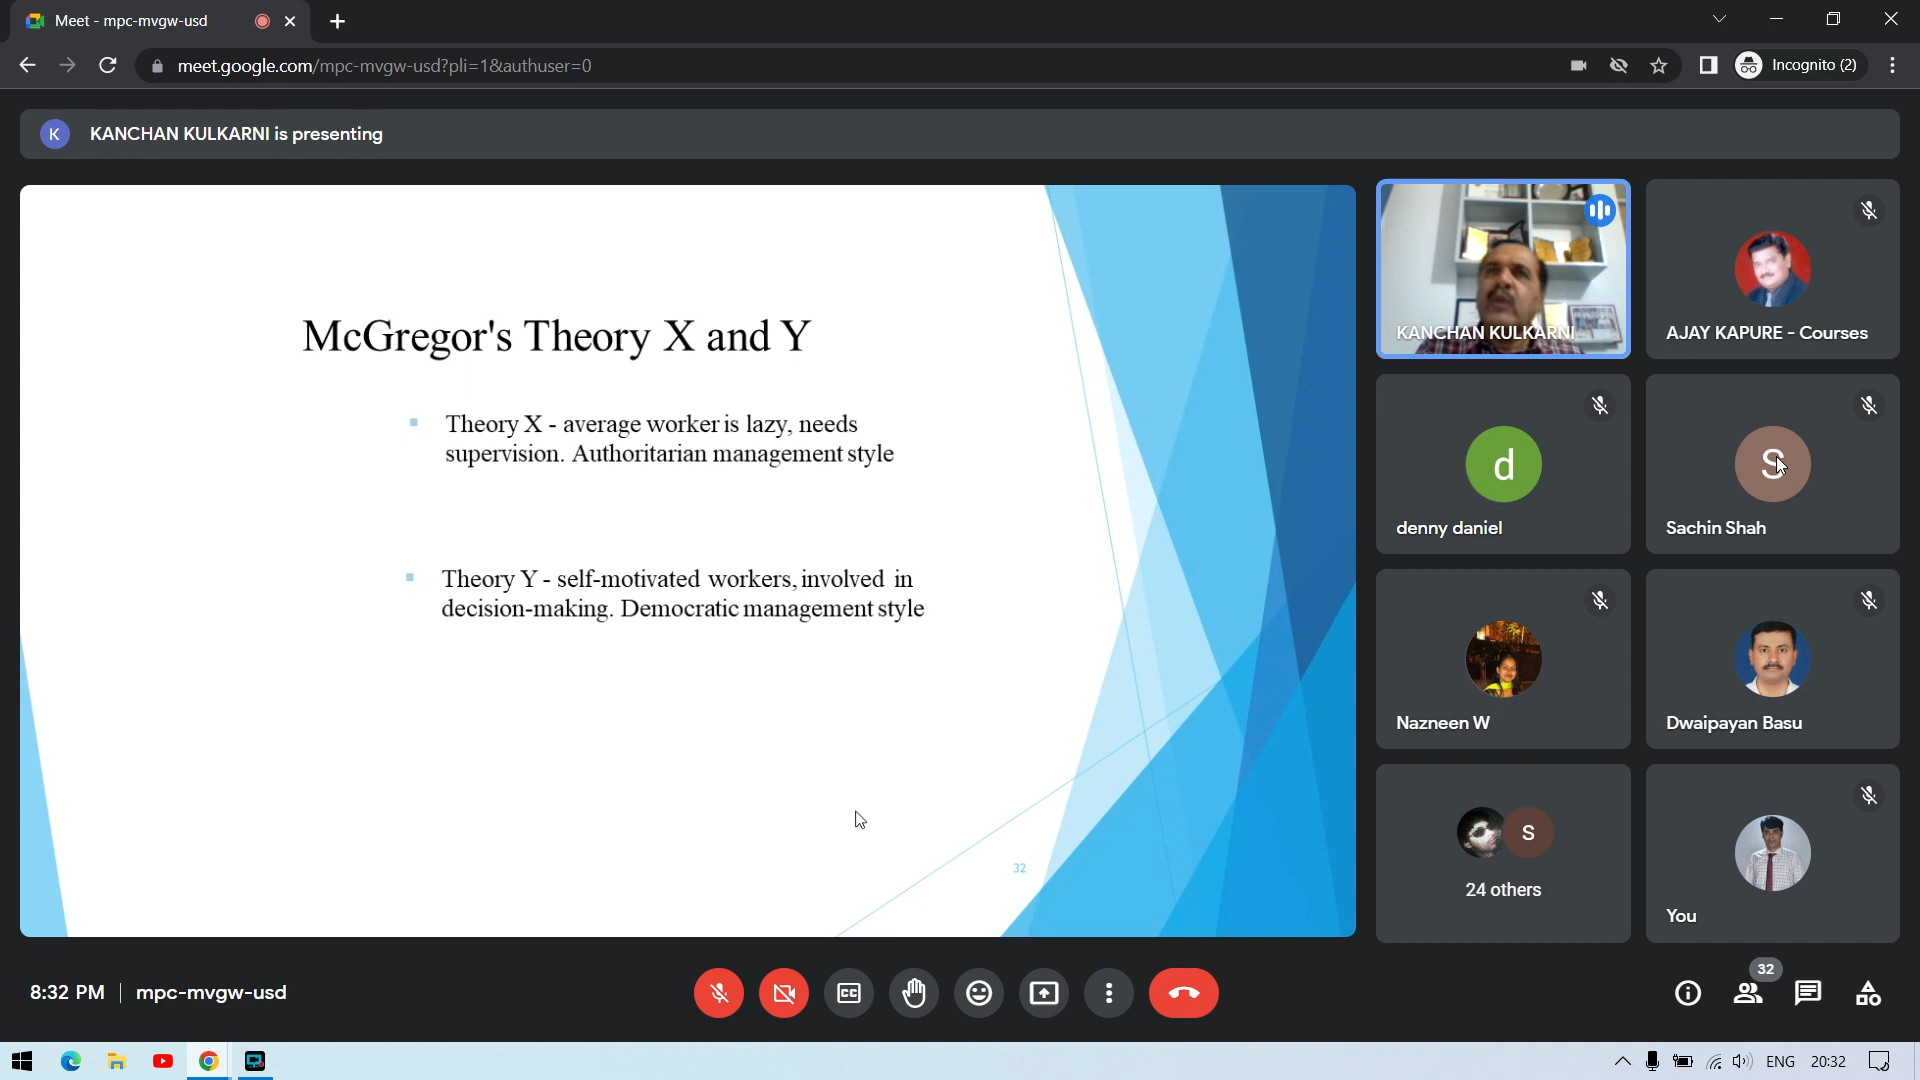 Meet - mpc-mvgw-usd
meet.google.com/mpc-mvgw-usd?pli=1&authuser=0
Incognito (2)
K
KANCHAN KULKARNI is presenting
McGregor's Theory X and Y
Theory X - average worker is lazy, needs
supervision. Authoritarian management style
Theory Y - self-motivated workers, involved in
decision-making. Democratic management style
32
KANCHAN KULKARNI
AJAY KAPURE - Courses
d
denny daniel
S
Sachin Shah
Nazneen W
Dwaipayan Basu
S
24 others
You
8:32 PM
mpc-mvgw-usd
CC
32
ENG
20:32